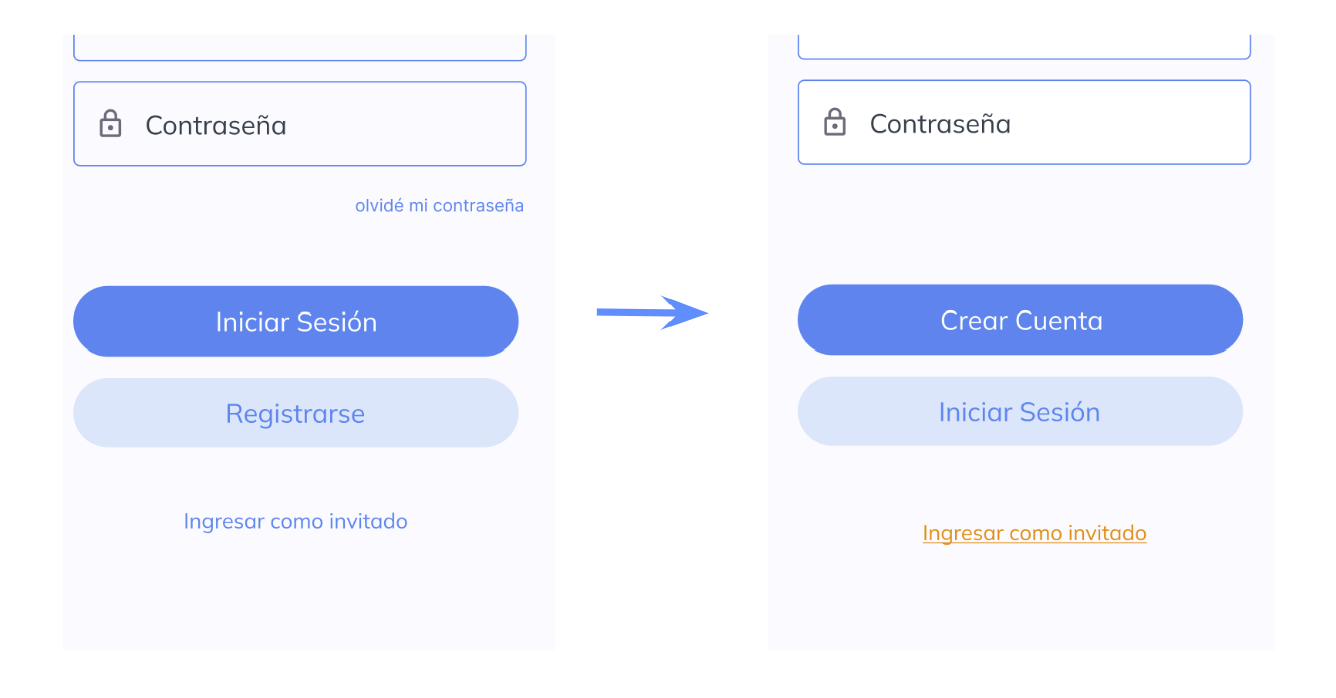 Contraseña
olvidé mi contraseña
Iniciar Sesión
Registrarse
Ingresar como invitado
Contraseña
Crear Cuenta
Iniciar Sesión
Ingresar como invitado